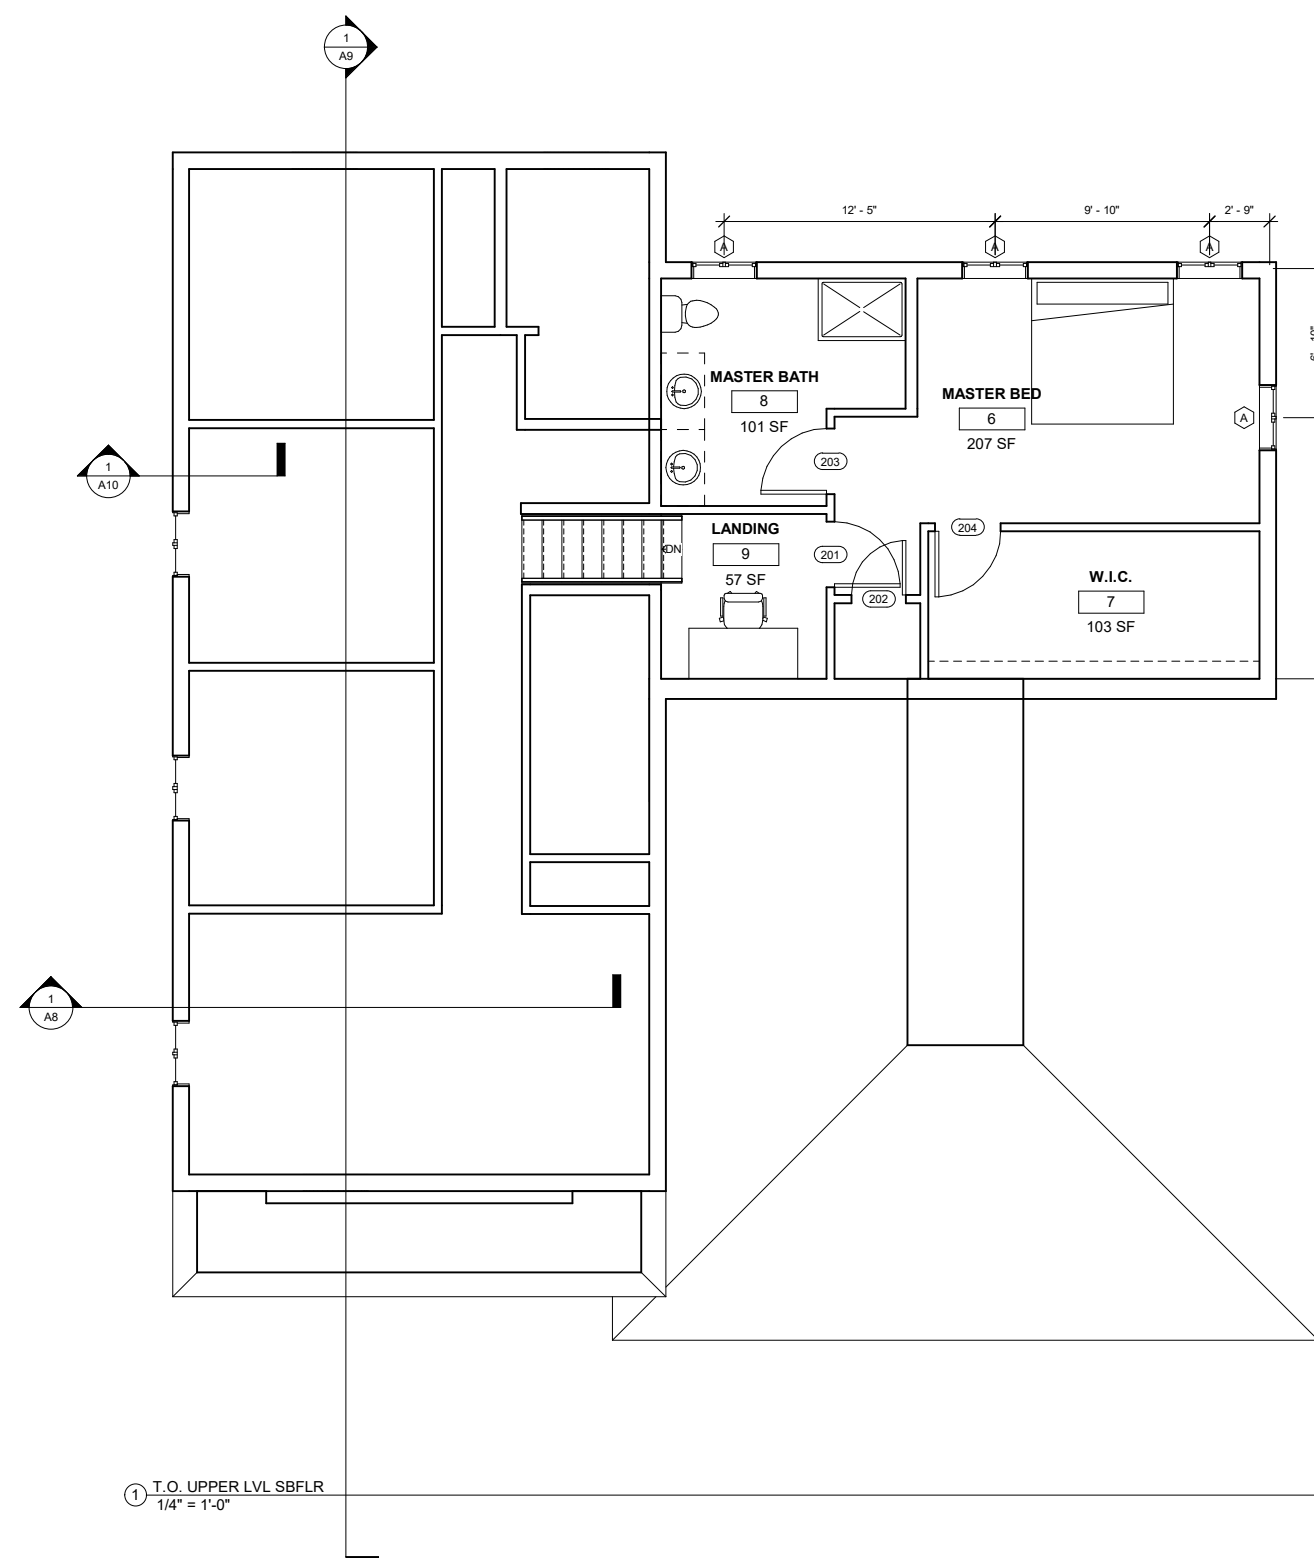 1
A9
12' - 5"
9' - 10"
2' - 9"
A
A
A
MASTER BATH
8
101 SF
MASTER BED
6
207 SF
A
1
A10
203
LANDING
9
57 SF
DN
201
204
202
W.I.C.
7
103 SF
1
A8
1
T.O. UPPER LVL SBFLR
1/4" = 1'-0"